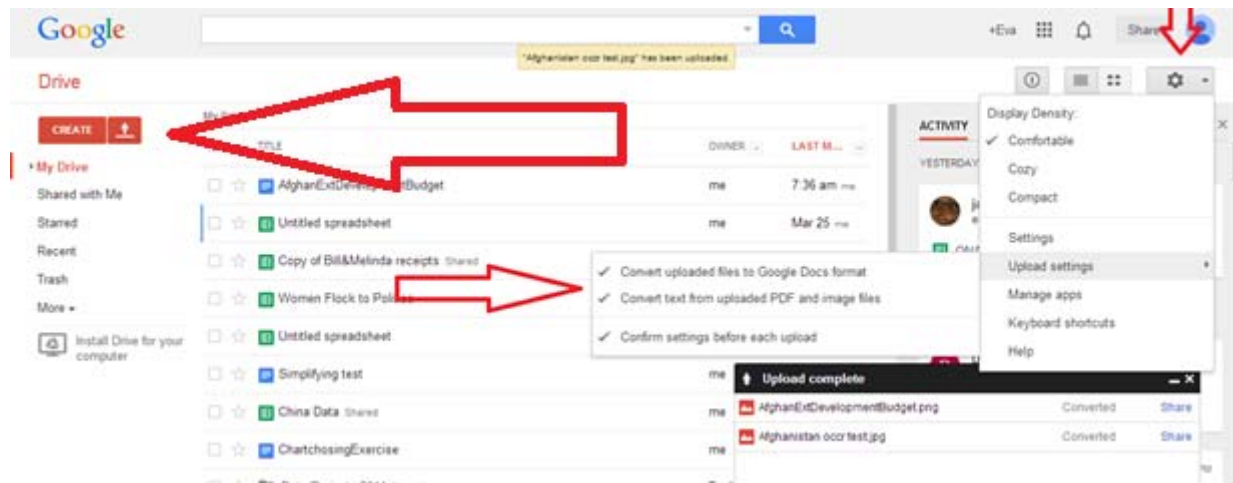 Google
+Eva
Share
"Afghanistan occr test.jpg" has been uploaded.
Drive
CREATE
TITLE
OWNER
LAST M...
My Drive
Shared with Me
Starred
Recent
Trash
More
Install Drive for your
computer
AfghanExtDevelopmentBudget me 7:36 am me
Untitled spreadsheet me Mar 25 me
Copy of Bill&Melinda receipts Shared
Women Flock to
Untitled spreadsheet
Simplifying test me
China Data Shared me
ChartchosingExercise me
Convert uploaded files to Google Docs format
Convert text from uploaded PDF and image files
Confirm settings before each upload
ACTIVITY
YESTERDAY
Display Density:
Comfortable
Cozy
Compact
Settings
Upload settings
Manage apps
Keyboard shortcuts
Help
Upload complete
AfghanExtDevelopmentBudget.png Converted Share
Afghanistan occr test.jpg Converted Share